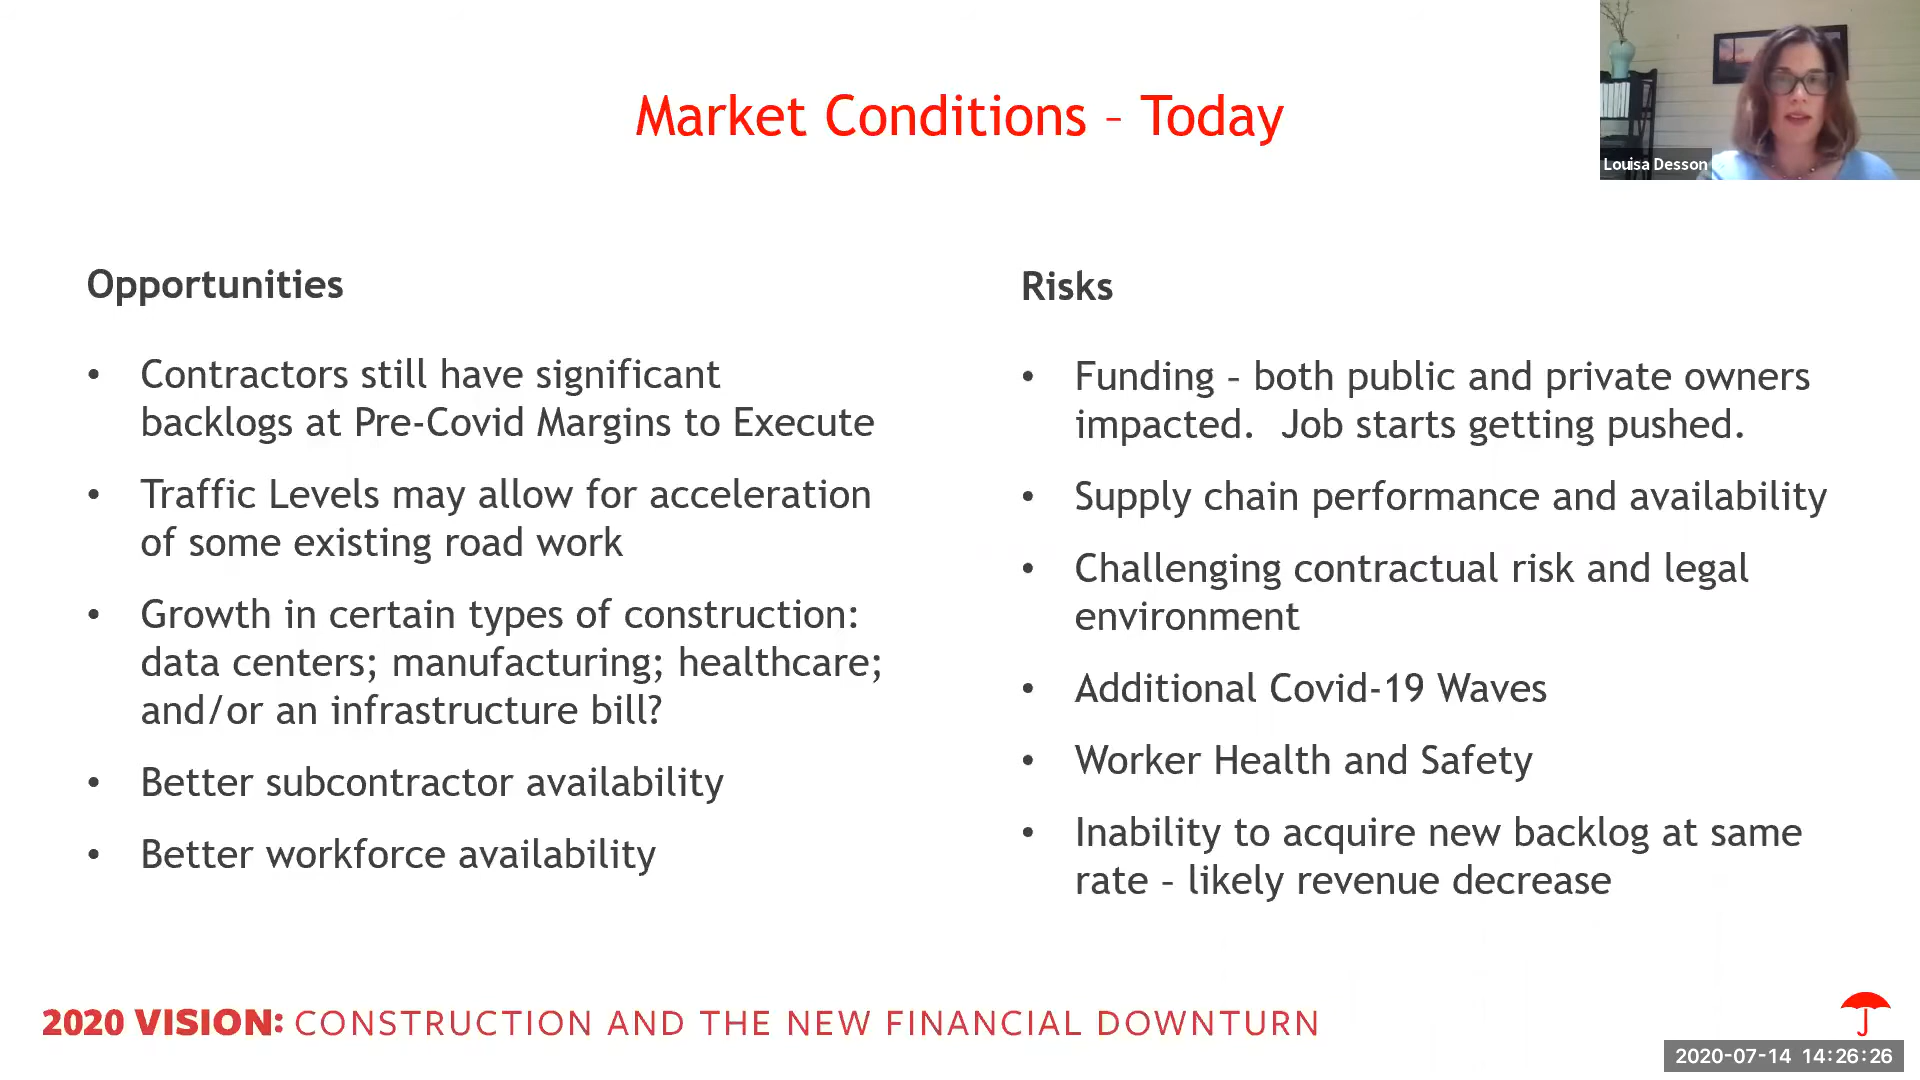 Market Conditions – Today
Louisa Desson
Opportunities
• Contractors still have significant
backlogs at Pre-Covid Margins to Execute
• Traffic Levels may allow for acceleration
of some existing road work
• Growth in certain types of construction:
data centers; manufacturing; healthcare;
and/or an infrastructure bill?
• Better subcontractor availability
• Better workforce availability
Risks
• Funding – both public and private owners
impacted.  Job starts getting pushed.
• Supply chain performance and availability
• Challenging contractual risk and legal
environment
• Additional Covid-19 Waves
• Worker Health and Safety
• Inability to acquire new backlog at same
rate – likely revenue decrease
2020 VISION: CONSTRUCTION AND THE NEW FINANCIAL DOWNTURN
2020-07-14 14:26:26